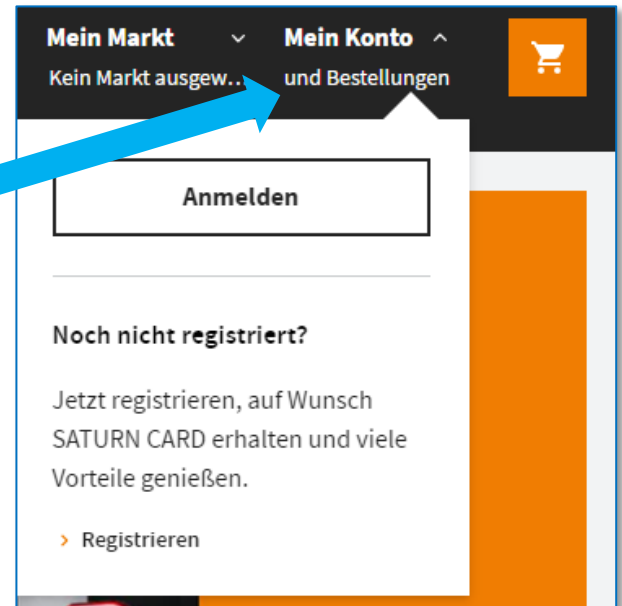 Mein Markt Mein Konto
Kein Markt ausgew... und Bestellungen
Anmelden
Noch nicht registriert?
Jetzt registrieren, auf Wunsch
SATURN CARD erhalten und viele
Vorteile genießen.
Registrieren